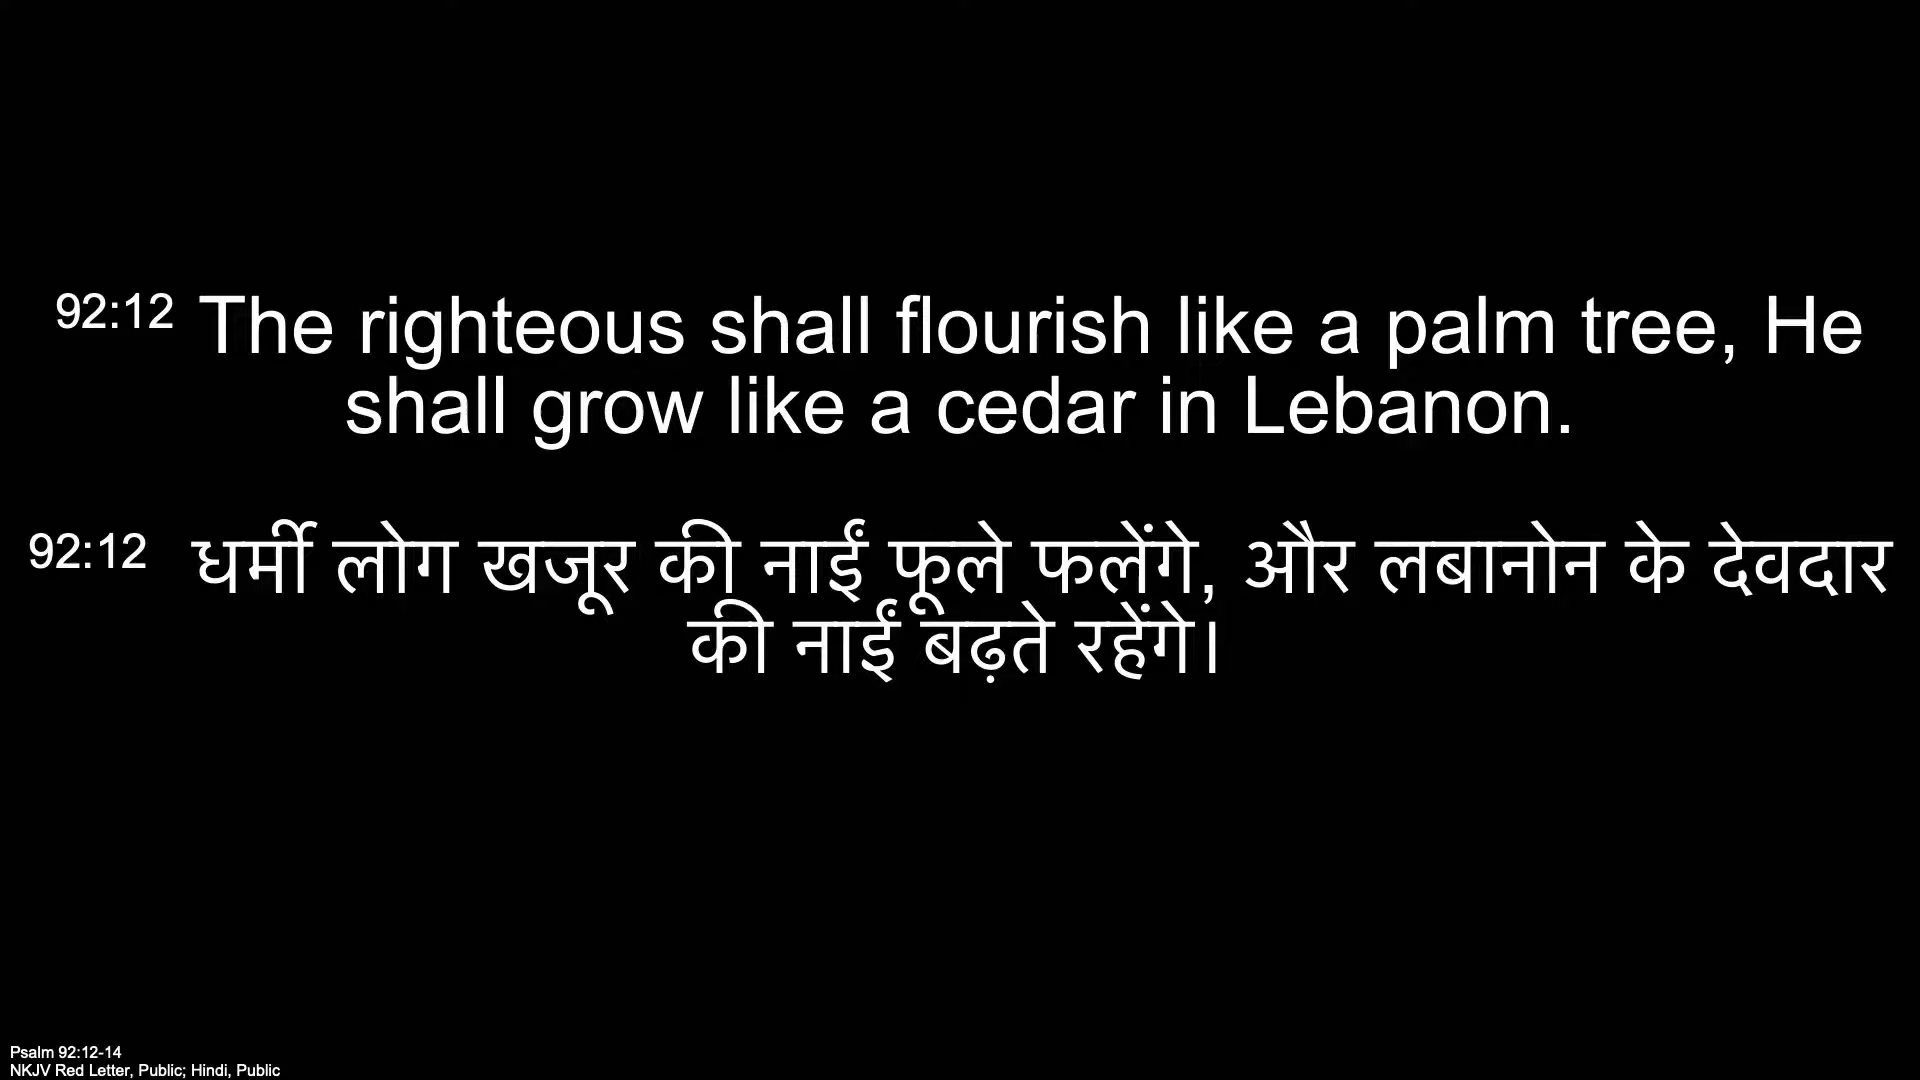 92:12 The righteous shall flourish like a palm tree, He
shall grow like a cedar in Lebanon.
92:12 धर्मी लोग खजूर की नाईं फूले फलेंगे, और लबानोन के देवदार
की नाईं बढ़ते रहेंगे।
Psalm 92:12-14
NKJV Red Letter, Public; Hindi, Public